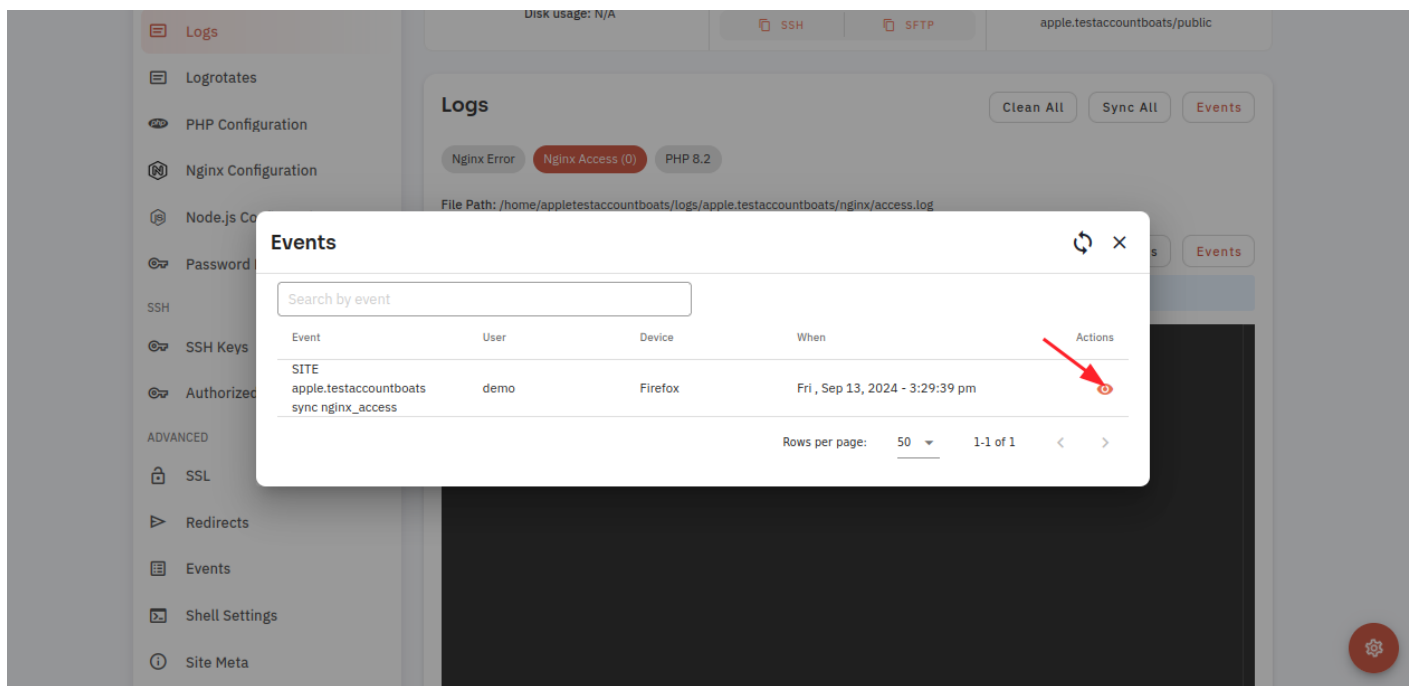 Disk usage: N/A
SSH
SFTP
apple.testaccountboats/public
Logs
Logrotates
php
PHP Configuration
Nginx Configuration
Node.js Co
Password
SSH
SSH Keys
Authorized
ADVANCED
SSL
Redirects
Events
Shell Settings
Site Meta
Logs
Clean All
Sync All
Events
Nginx Error
Nginx Access (0)
PHP 8.2
File Path: /home/appletestaccountboats/logs/apple.testaccountboats/nginx/access.log
s
Events
Events
Search by event
Event
User
Device
When
Actions
SITE
apple.testaccountboats
sync nginx_access
demo
Firefox
Fri , Sep 13, 2024 - 3:29:39 pm
Rows per page:
50
1-1 of 1